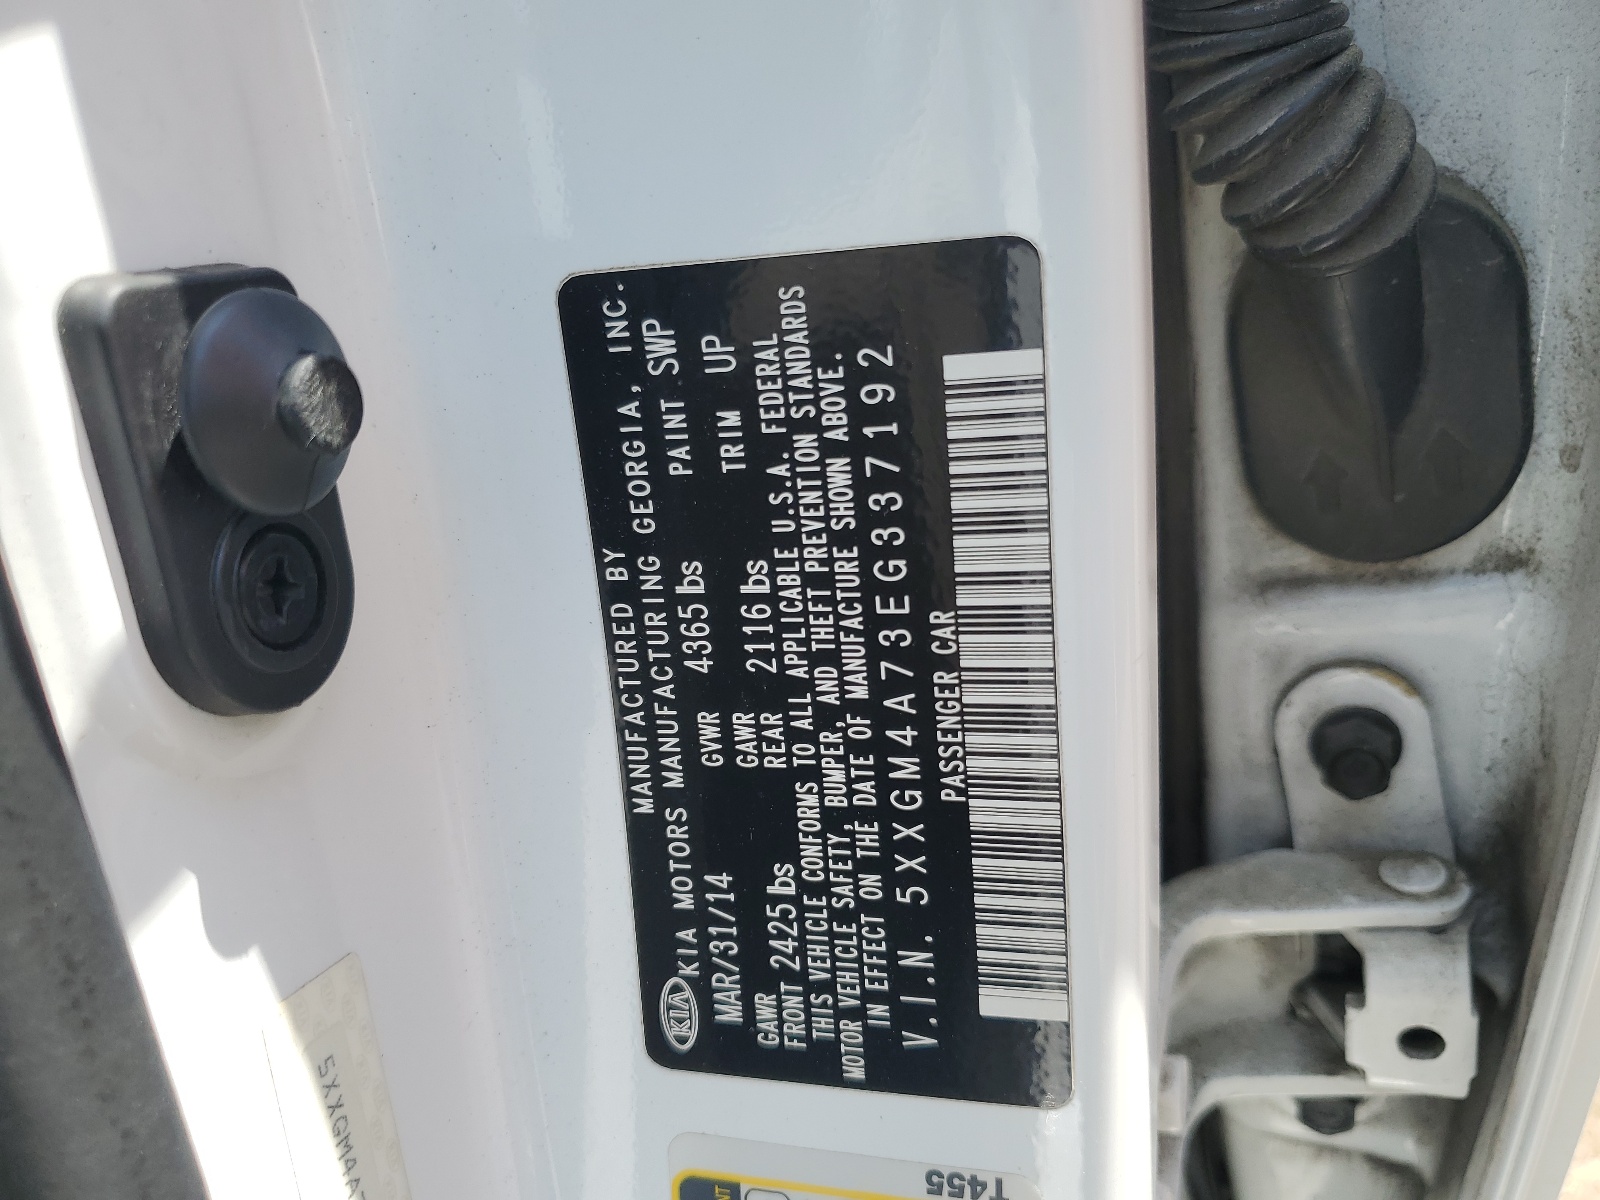 KIA KIA MOTORS MANUFACTURING GEORGIA, INC.
MANUFACTURED BY
MAR/31/14 GVWR 4365 lbs PAINT SWP
GAWR FRONT 2425 lbs GAWR REAR 2116 lbs TRIM UP
THIS VEHICLE CONFORMS TO ALL APPLICABLE U.S.A. FEDERAL
MOTOR VEHICLE SAFETY, BUMPER, AND THEFT PREVENTION STANDARDS
IN EFFECT ON THE DATE OF MANUFACTURE SHOWN ABOVE.
V.I.N. 5XXGM4A73EG337192
PASSENGER CAR
5XXGM4A7
T455